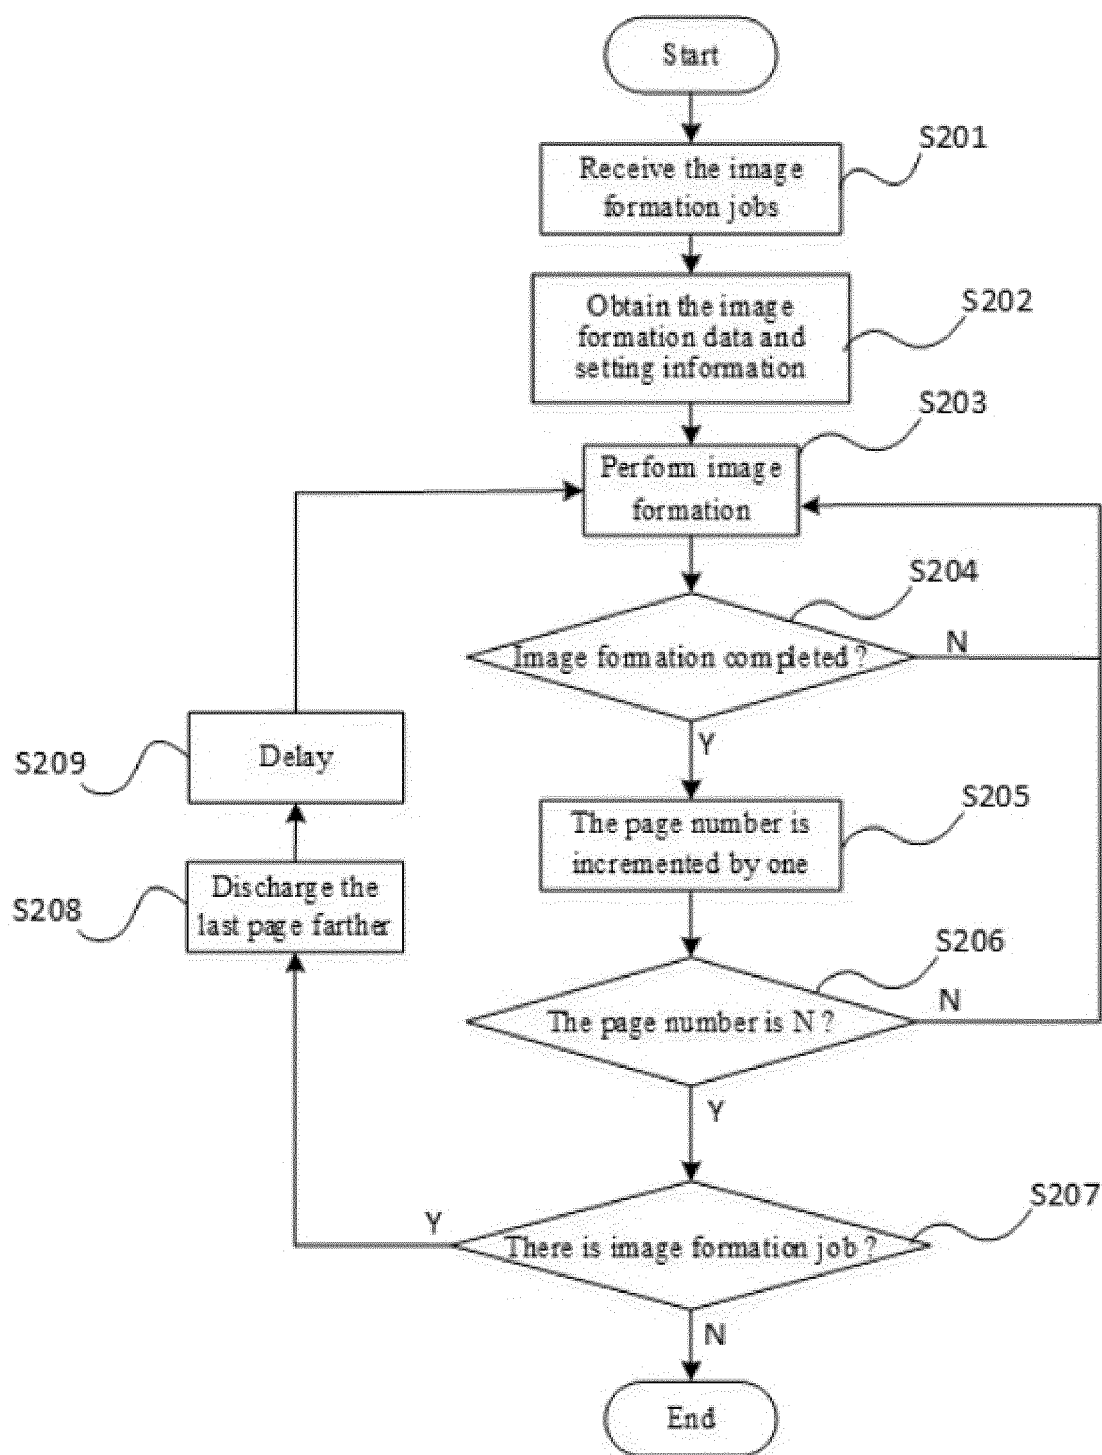 Start
S201
Receive the image
formation jobs
S202
Obtain the image
formation data and
setting information
S203
Perform image
formation
S204
Image formation completed ?
N
Y
S209
Delay
S205
The page number is
incremented by one
S208
Discharge the
last page farther
S206
The page number is N ?
N
Y
S207
There is image formation job ?
Y
N
End